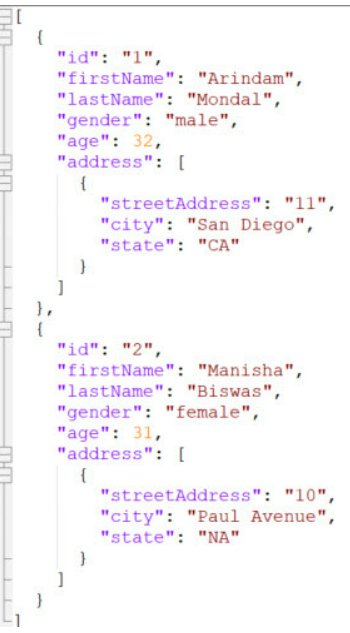 [
  {
    "id": "1",
    "firstName": "Arindam",
    "lastName": "Mondal",
    "gender": "male",
    "age": 32,
    "address": [
      {
        "streetAddress": "11",
        "city": "San Diego",
        "state": "CA"
      }
    ]
  },
  {
    "id": "2",
    "firstName": "Manisha",
    "lastName": "Biswas",
    "gender": "female",
    "age": 31,
    "address": [
      {
        "streetAddress": "10",
        "city": "Paul Avenue",
        "state": "NA"
      }
    ]
  }
]